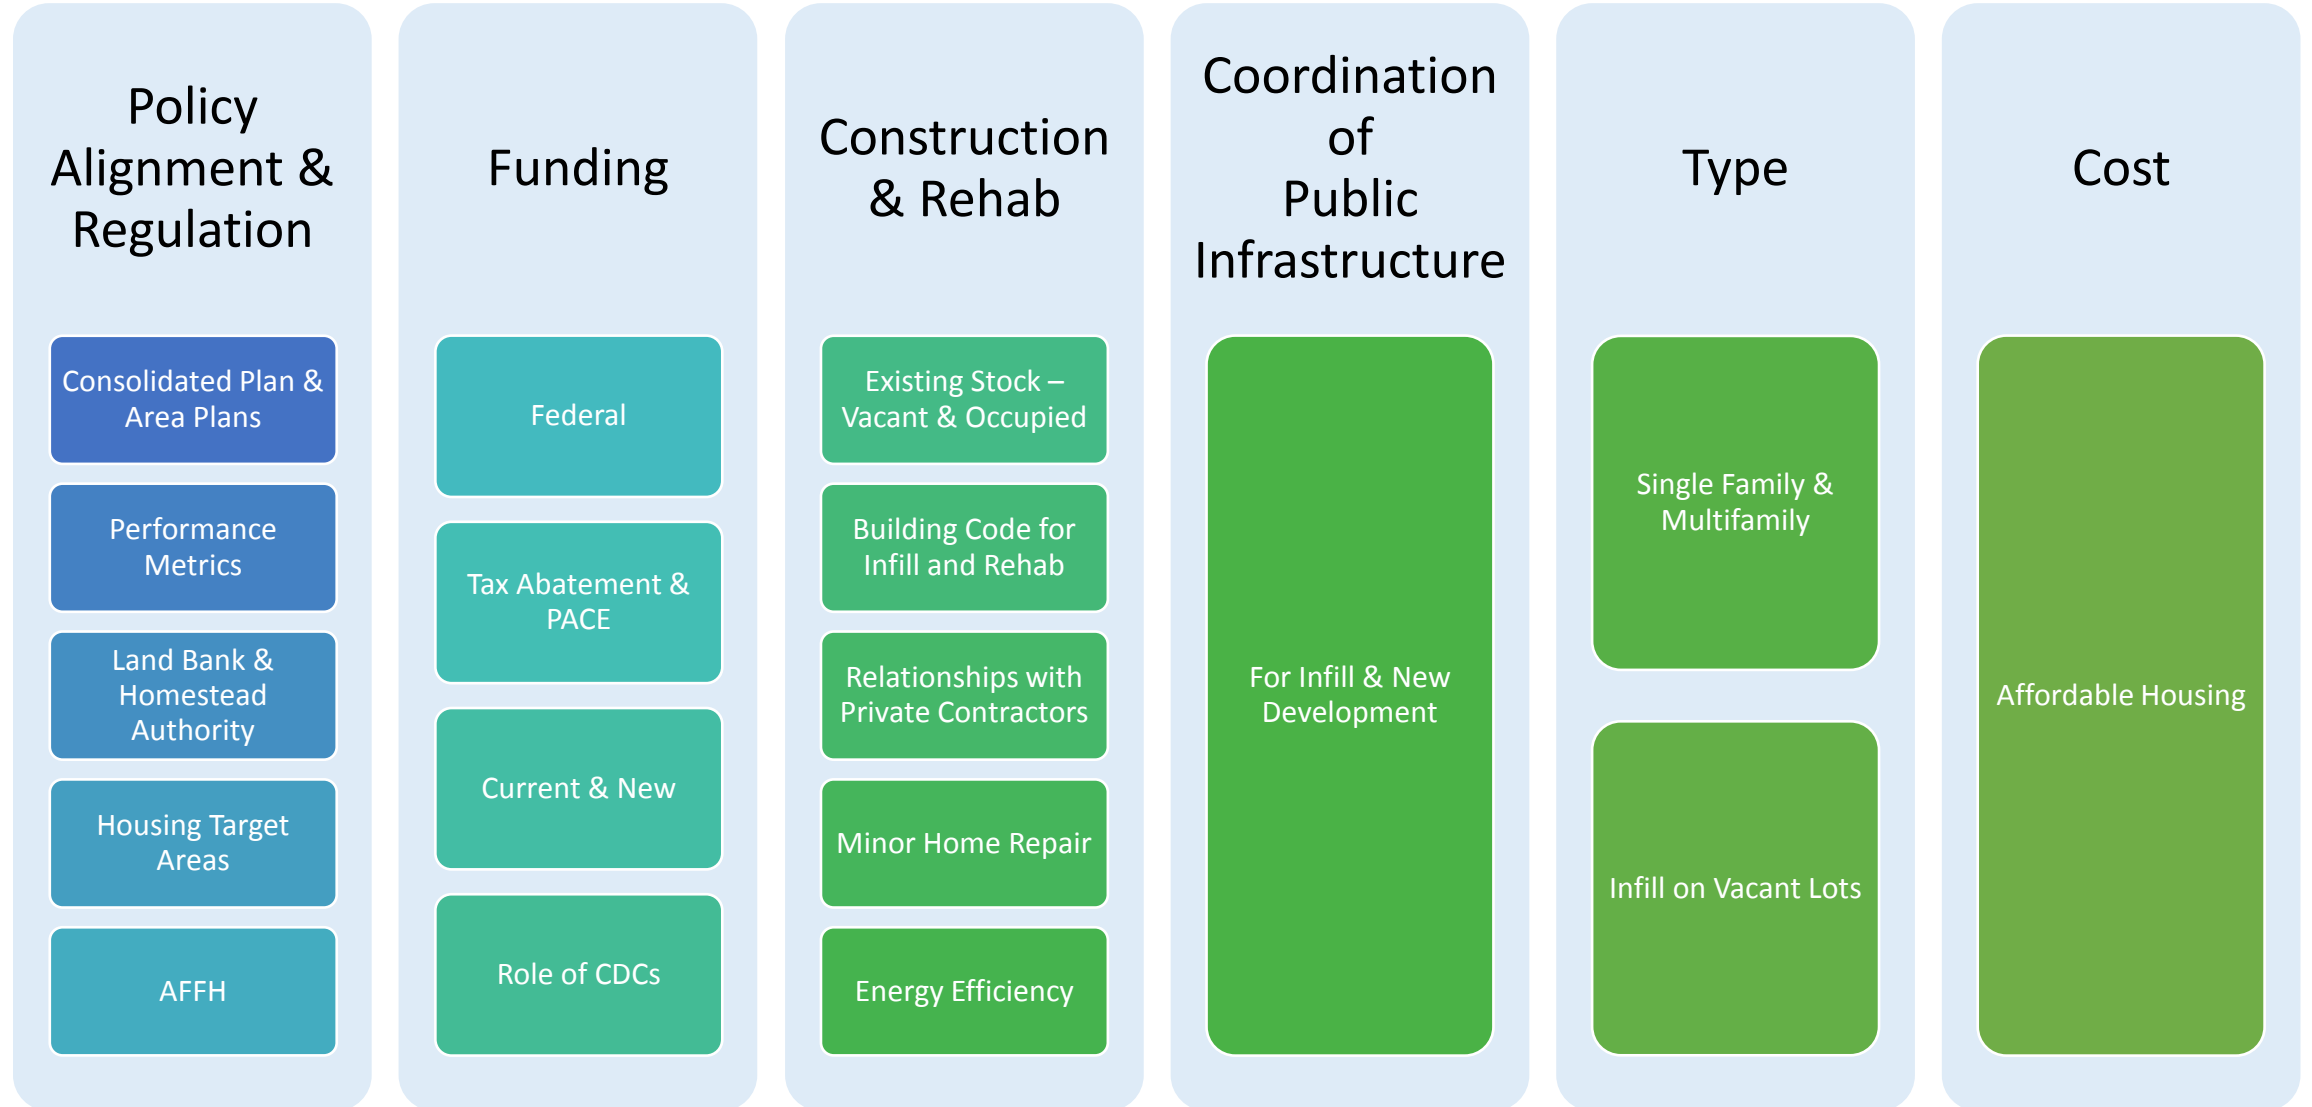 Policy
Alignment &
Regulation
Consolidated Plan &
Area Plans
Performance
Metrics
Land Bank &
Homestead
Authority
Housing Target
Areas
AFFH
Funding
Federal
Tax Abatement &
PACE
Current & New
Role of CDCs
Construction
& Rehab
Existing Stock –
Vacant & Occupied
Building Code for
Infill and Rehab
Relationships with
Private Contractors
Minor Home Repair
Energy Efficiency
Coordination
of
Public
Infrastructure
For Infill & New
Development
Type
Single Family &
Multifamily
Infill on Vacant Lots
Cost
Affordable Housing